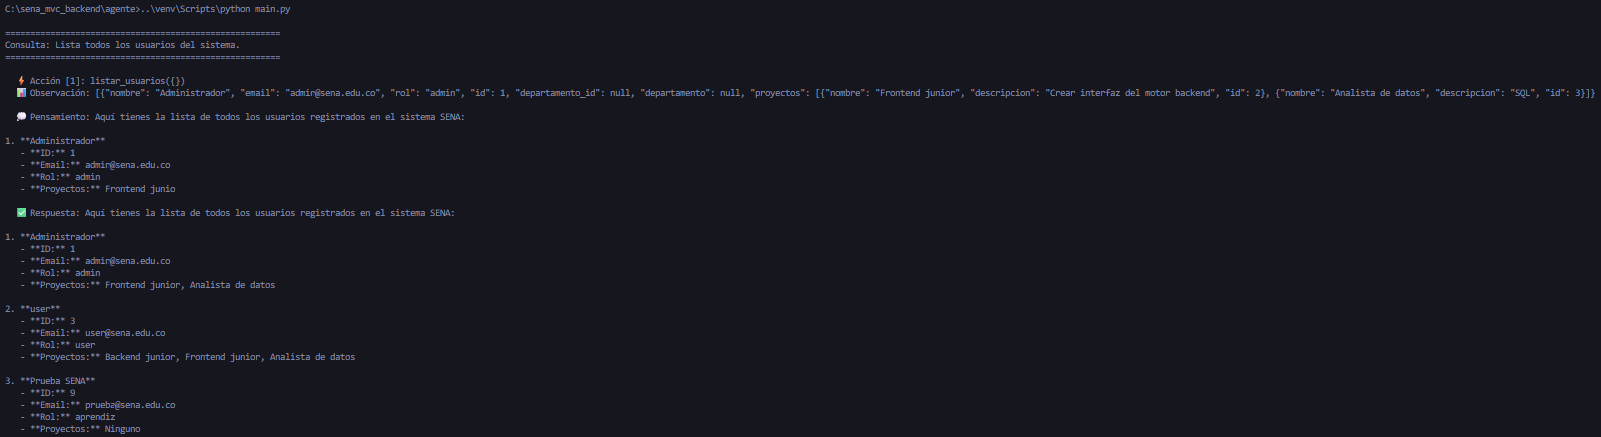 C:\sena_mvc_backend\agente>..\venv\Scripts\python main.py
=======================================================
Consulta: Lista todos los usuarios del sistema.
=======================================================
⚡ Acción [1]: listar_usuarios({})
📊 Observación: [{"nombre": "Administrador", "email": "admin@sena.edu.co", "rol": "admin", "id": 1, "departamento_id": null, "departamento": null, "proyectos": [{"nombre": "Frontend junior", "descripcion": "Crear interfaz del motor backend", "id": 2}, {"nombre": "Analista de datos", "descripcion": "SQL", "id": 3}]}
💭 Pensamiento: Aquí tienes la lista de todos los usuarios registrados en el sistema SENA:
1. **Administrador**
- **ID:** 1
- **Email:** admin@sena.edu.co
- **Rol:** admin
- **Proyectos:** Frontend junio
✅ Respuesta: Aquí tienes la lista de todos los usuarios registrados en el sistema SENA:
1. **Administrador**
- **ID:** 1
- **Email:** admin@sena.edu.co
- **Rol:** admin
- **Proyectos:** Frontend junior, Analista de datos
2. **user**
- **ID:** 3
- **Email:** user@sena.edu.co
- **Rol:** user
- **Proyectos:** Backend junior, Frontend junior, Analista de datos
3. **Prueba SENA**
- **ID:** 9
- **Email:** prueba@sena.edu.co
- **Rol:** aprendiz
- **Proyectos:** Ninguno